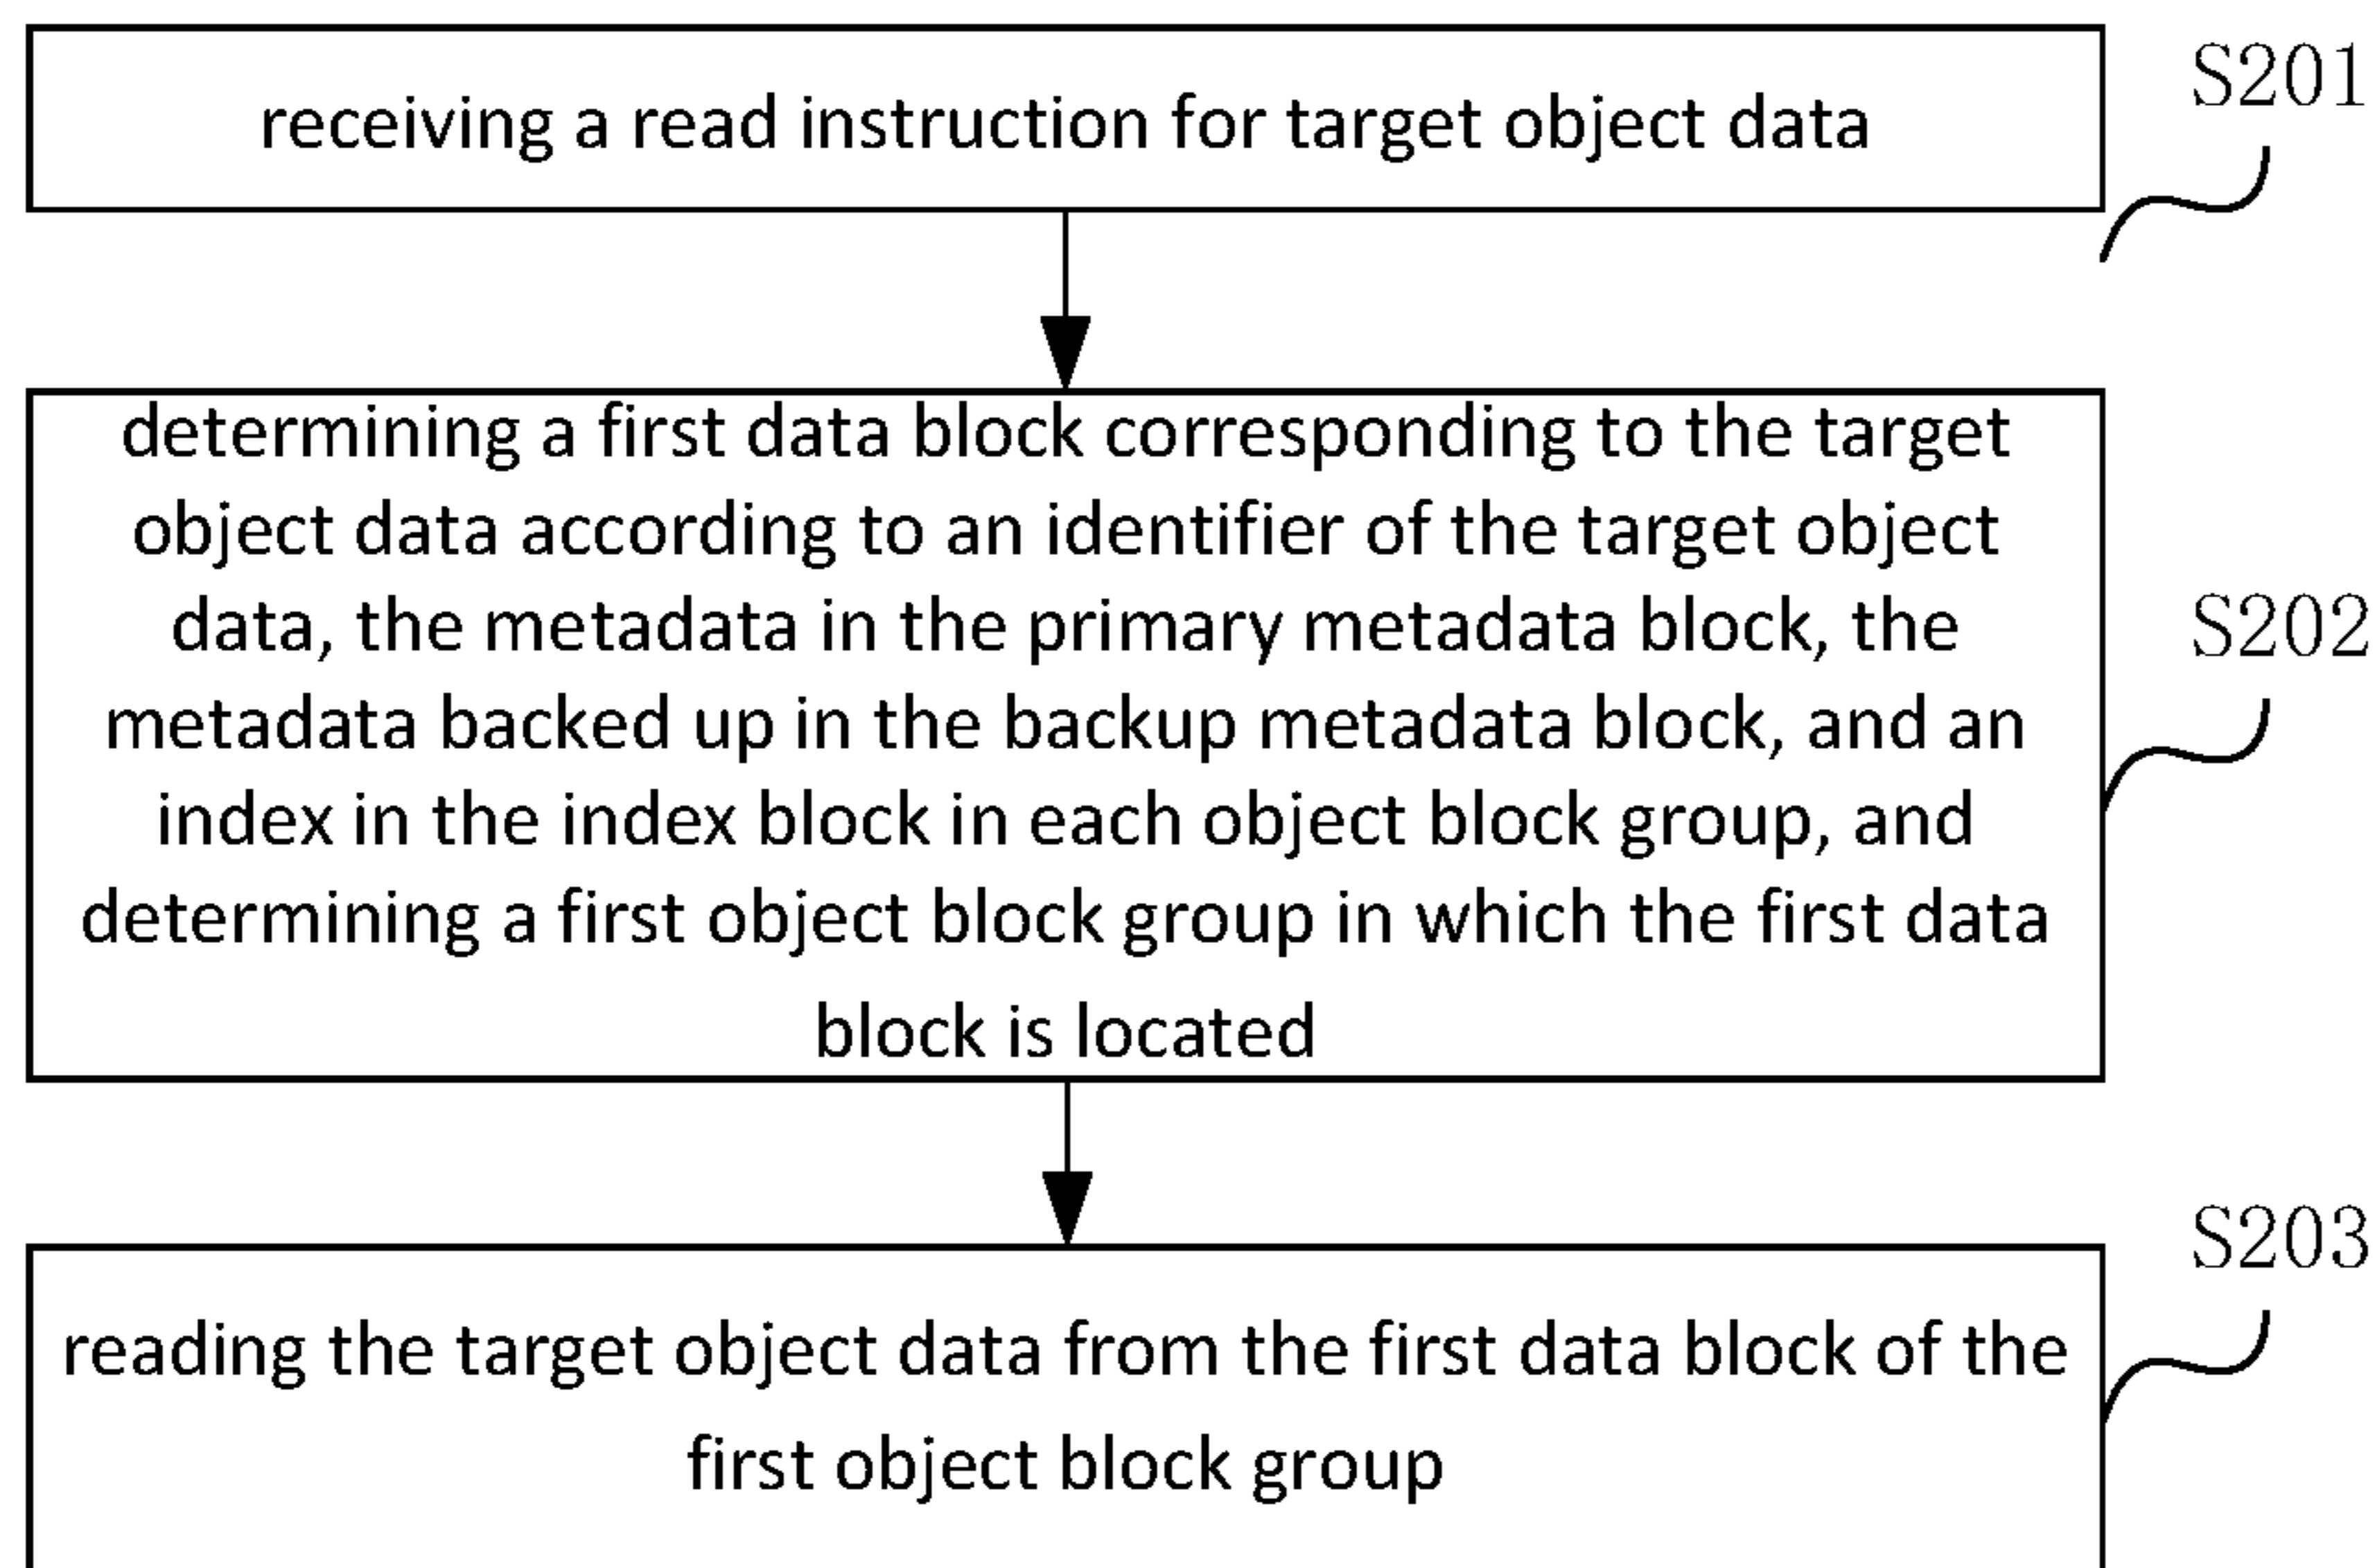 receiving a read instruction for target object data
S201
determining a first data block corresponding to the target
object data according to an identifier of the target object
data, the metadata in the primary metadata block, the
metadata backed up in the backup metadata block, and an
index in the index block in each object block group, and
determining a first object block group in which the first data
block is located
S202
reading the target object data from the first data block of the
first object block group
S203